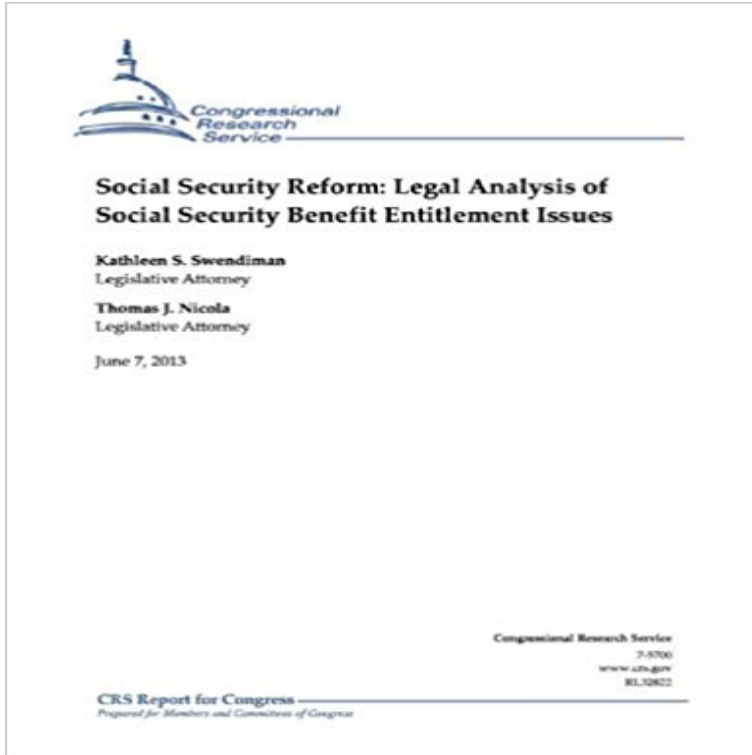 Congressional
Research
Service
Social Security Reform: Legal Analysis of
Social Security Benefit Entitlement Issues
Kathleen S. Swendiman
Legislative Attorney
Thomas J. Nicola
Legislative Attorney
June 7, 2013
Congressional Research Service
7-5700
www.crs.gov
RL32822
CRS Report for Congress
Prepared for Members and Committees of Congress